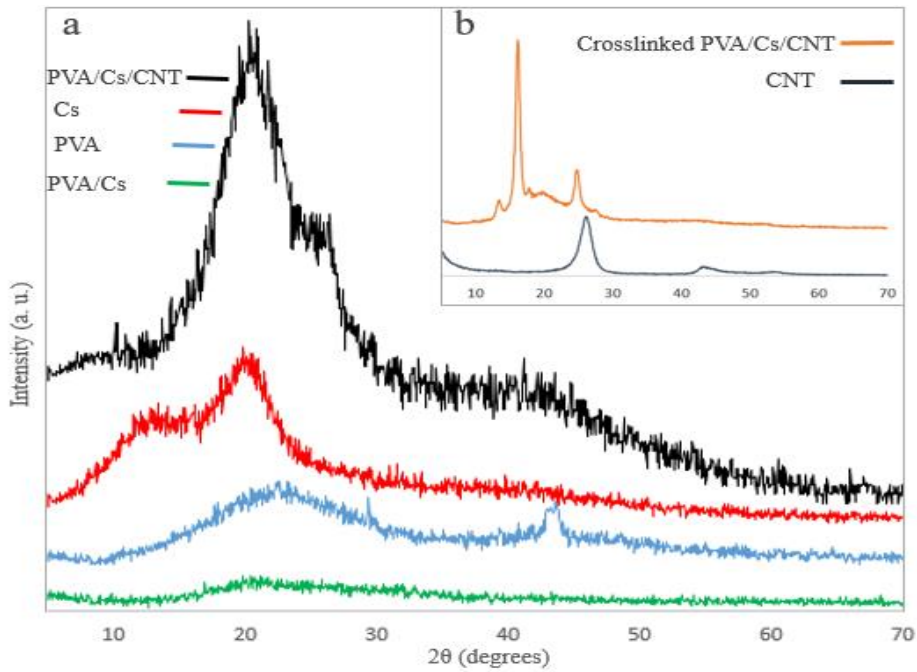 a
PVA/Cs/CNT
Cs
PVA
PVA/Cs
b
Crosslinked PVA/Cs/CNT
CNT
10 20 30 40 50 60 70
Intensity (a. u.)
10 20 30 40 50 60 70
2θ (degrees)